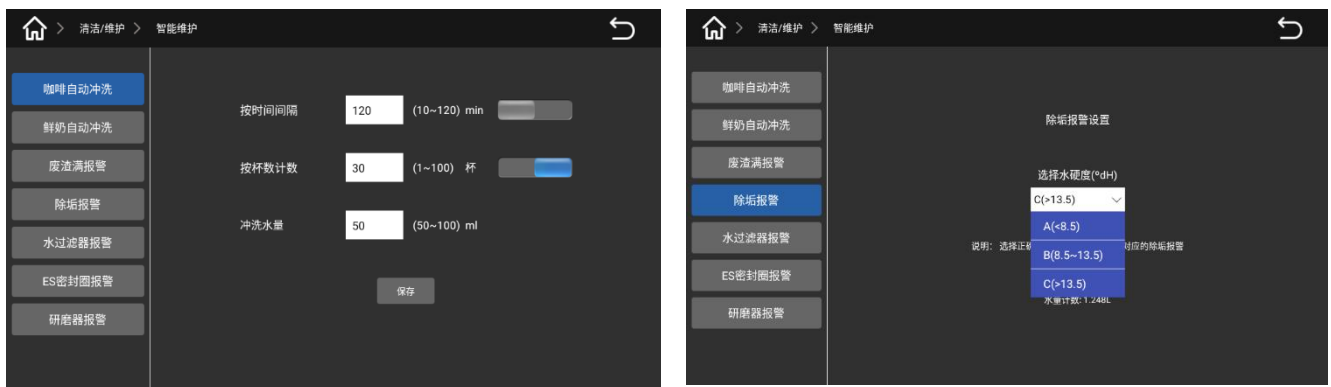 > 清洁/维护 > 智能维护
咖啡自动冲洗
鲜奶自动冲洗
废渣满报警
除垢报警
水过滤器报警
ES密封圈报警
研磨器报警
按时间间隔 120 (10~120) min
按杯数计数 30 (1~100) 杯
冲洗水量 50 (50~100) ml
保存
> 清洁/维护 > 智能维护
咖啡自动冲洗
鲜奶自动冲洗
废渣满报警
除垢报警
水过滤器报警
ES密封圈报警
研磨器报警
除垢报警设置
选择水硬度(ºdH)
C(>13.5)
A(<8.5)
B(8.5~13.5)
C(>13.5)
说明: 选择正确 对应的除垢报警
水量计数: 1.248L